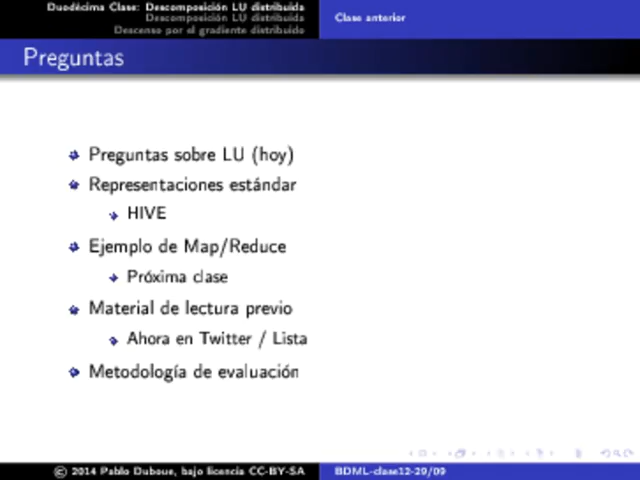 Duodécima Clase: Descomposición LU distribuida
Descomposición LU distribuida
Descenso por el gradiente distribuido
Clase anterior
Preguntas
Preguntas sobre LU (hoy)
Representaciones estándar
HIVE
Ejemplo de Map/Reduce
Próxima clase
Material de lectura previo
Ahora en Twitter / Lista
Metodología de evaluación
© 2014 Pablo Duboue, bajo licencia CC-BY-SA
BDML-clase12-29/09